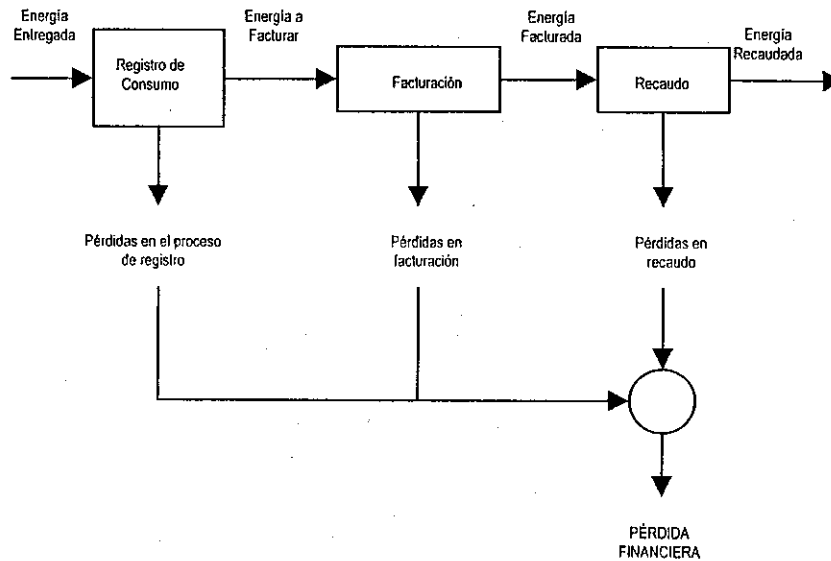 Energía
Entregada
Energía a
Facturar
Energía
Facturada
Energía
Recaudada
Registro de
Consumo
Facturación
Recaudo
Pérdidas en el proceso
de registro
Pérdidas en
facturación
Pérdidas en
recaudo
PÉRDIDA
FINANCIERA